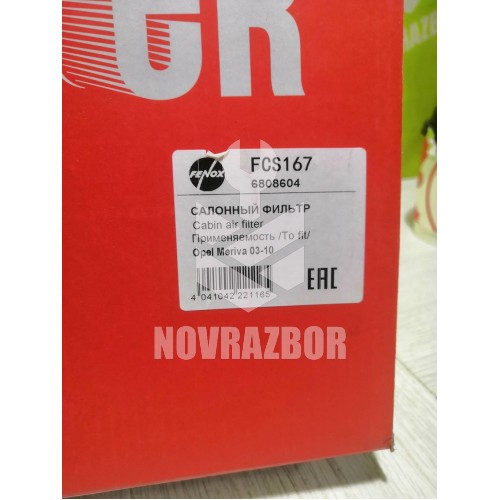 ER
FENOX
FCS167
6808604
САЛОННЫЙ ФИЛЬТР
Cabin air filter
Применяемость /To fit/
Opel Meriva 03-10
4 041042 221165
EAC
NOVRAZBOR